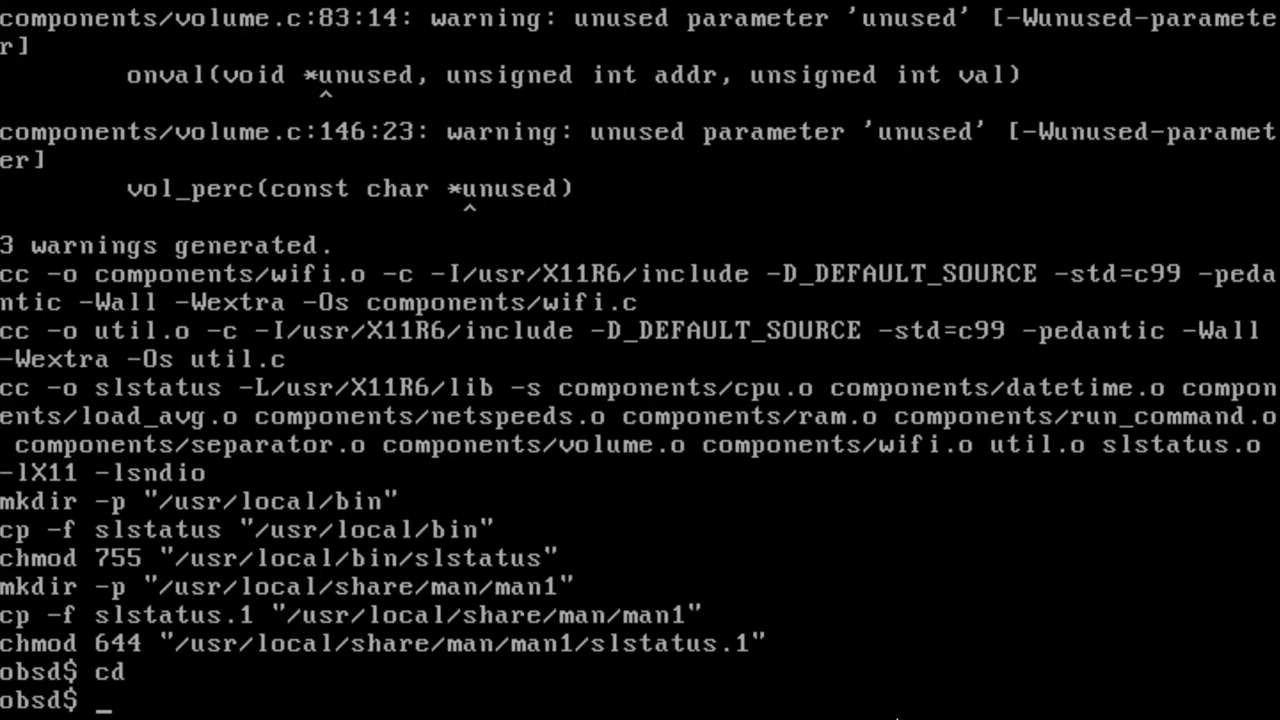 components/volume.c:83:14: warning: unused parameter 'unused' [-Wunused-paramete
r]
        onval(void *unused, unsigned int addr, unsigned int val)
                    ^
components/volume.c:146:23: warning: unused parameter 'unused' [-Wunused-paramet
er]
        vol_perc(const char *unused)
                             ^
3 warnings generated.
cc -o components/wifi.o -c -I/usr/X11R6/include -D_DEFAULT_SOURCE -std=c99 -peda
ntic -Wall -Wextra -Os components/wifi.c
cc -o util.o -c -I/usr/X11R6/include -D_DEFAULT_SOURCE -std=c99 -pedantic -Wall
-Wextra -Os util.c
cc -o slstatus -L/usr/X11R6/lib -s components/cpu.o components/datetime.o compon
ents/load_avg.o components/netspeeds.o components/ram.o components/run_command.o
 components/separator.o components/volume.o components/wifi.o util.o slstatus.o
-lX11 -lsndio
mkdir -p "/usr/local/bin"
cp -f slstatus "/usr/local/bin"
chmod 755 "/usr/local/bin/slstatus"
mkdir -p "/usr/local/share/man/man1"
cp -f slstatus.1 "/usr/local/share/man/man1"
chmod 644 "/usr/local/share/man/man1/slstatus.1"
obsd$ cd
obsd$ _